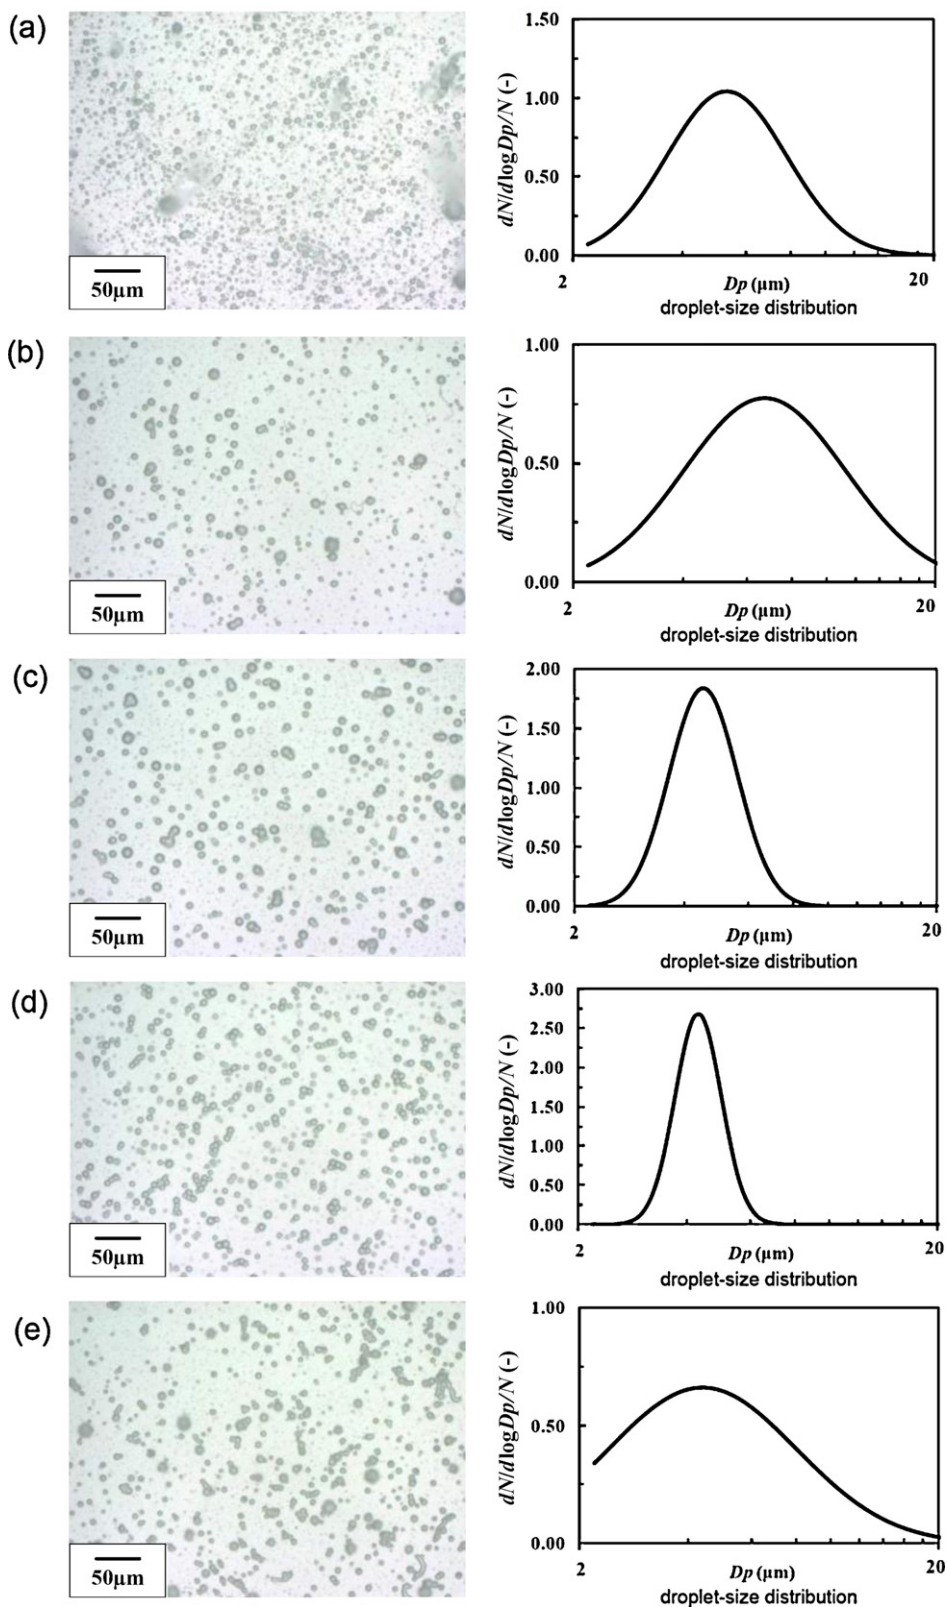 (a)
50μm
dN/dlogDp/N (-)
1.50
1.00
0.50
0.00
2
Dp (μm)
20
droplet-size distribution
(b)
50μm
dN/dlogDp/N (-)
1.00
0.50
0.00
2
Dp (μm)
20
droplet-size distribution
(c)
50μm
dN/dlogDp/N (-)
2.00
1.50
1.00
0.50
0.00
2
Dp (μm)
20
droplet-size distribution
(d)
50μm
dN/dlogDp/N (-)
3.00
2.50
2.00
1.50
1.00
0.50
0.00
2
Dp (μm)
20
droplet-size distribution
(e)
50μm
dN/dlogDp/N (-)
1.00
0.50
0.00
2
Dp (μm)
20
droplet-size distribution